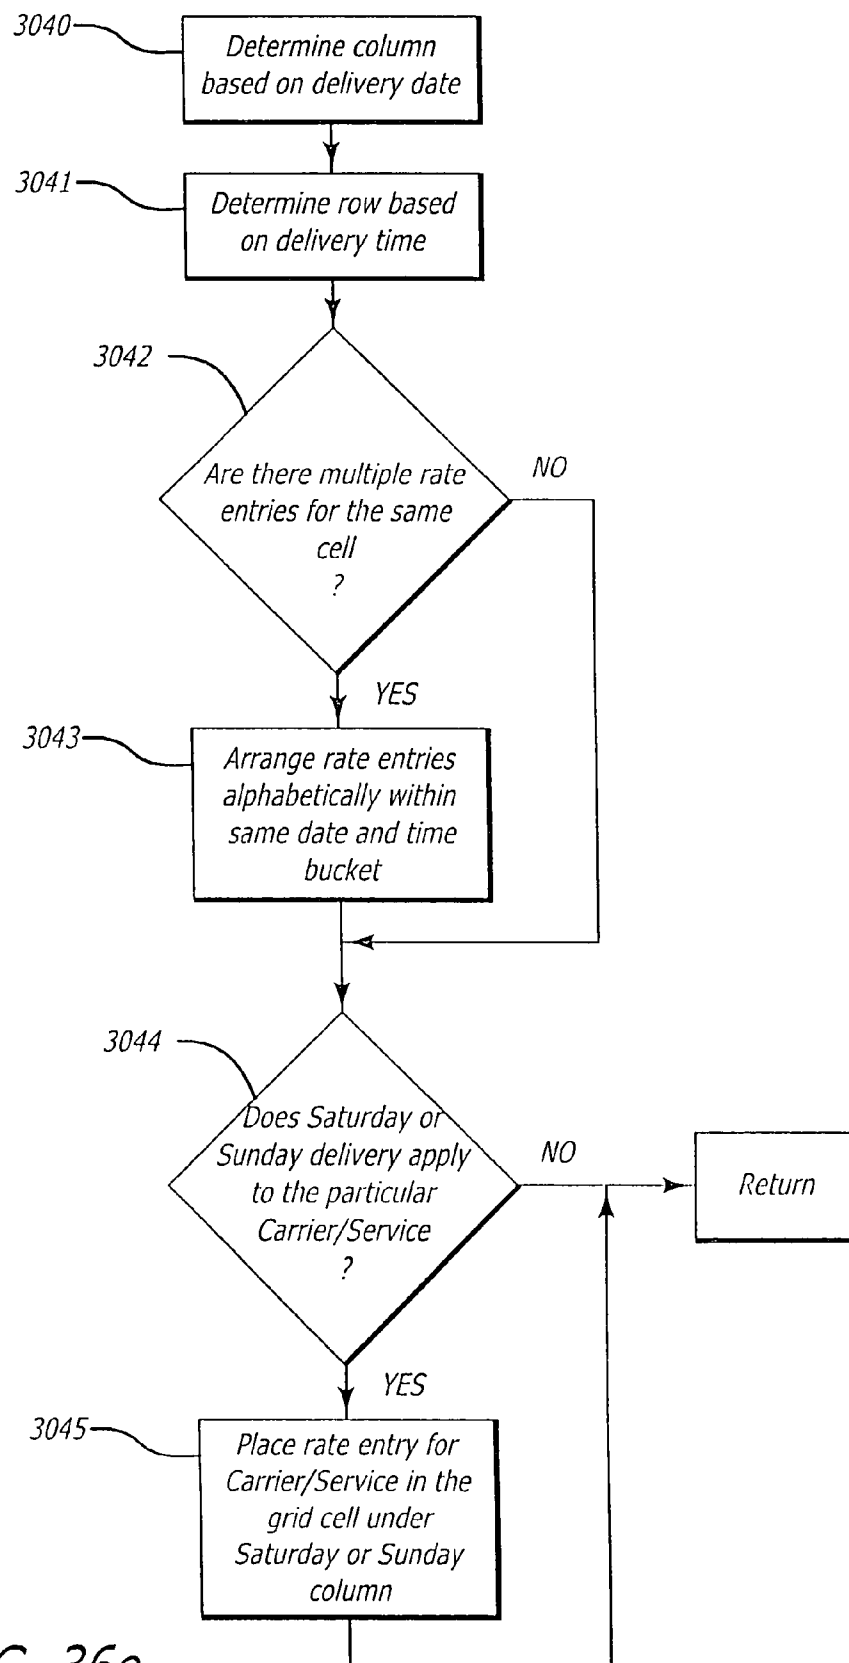 3040
Determine column
based on delivery date
3041
Determine row based
on delivery time
3042
Are there multiple rate
entries for the same
cell
?
NO
YES
3043
Arrange rate entries
alphabetically within
same date and time
bucket
3044
Does Saturday or
Sunday delivery apply
to the particular
Carrier/Service
?
NO
Return
YES
3045
Place rate entry for
Carrier/Service in the
grid cell under
Saturday or Sunday
column